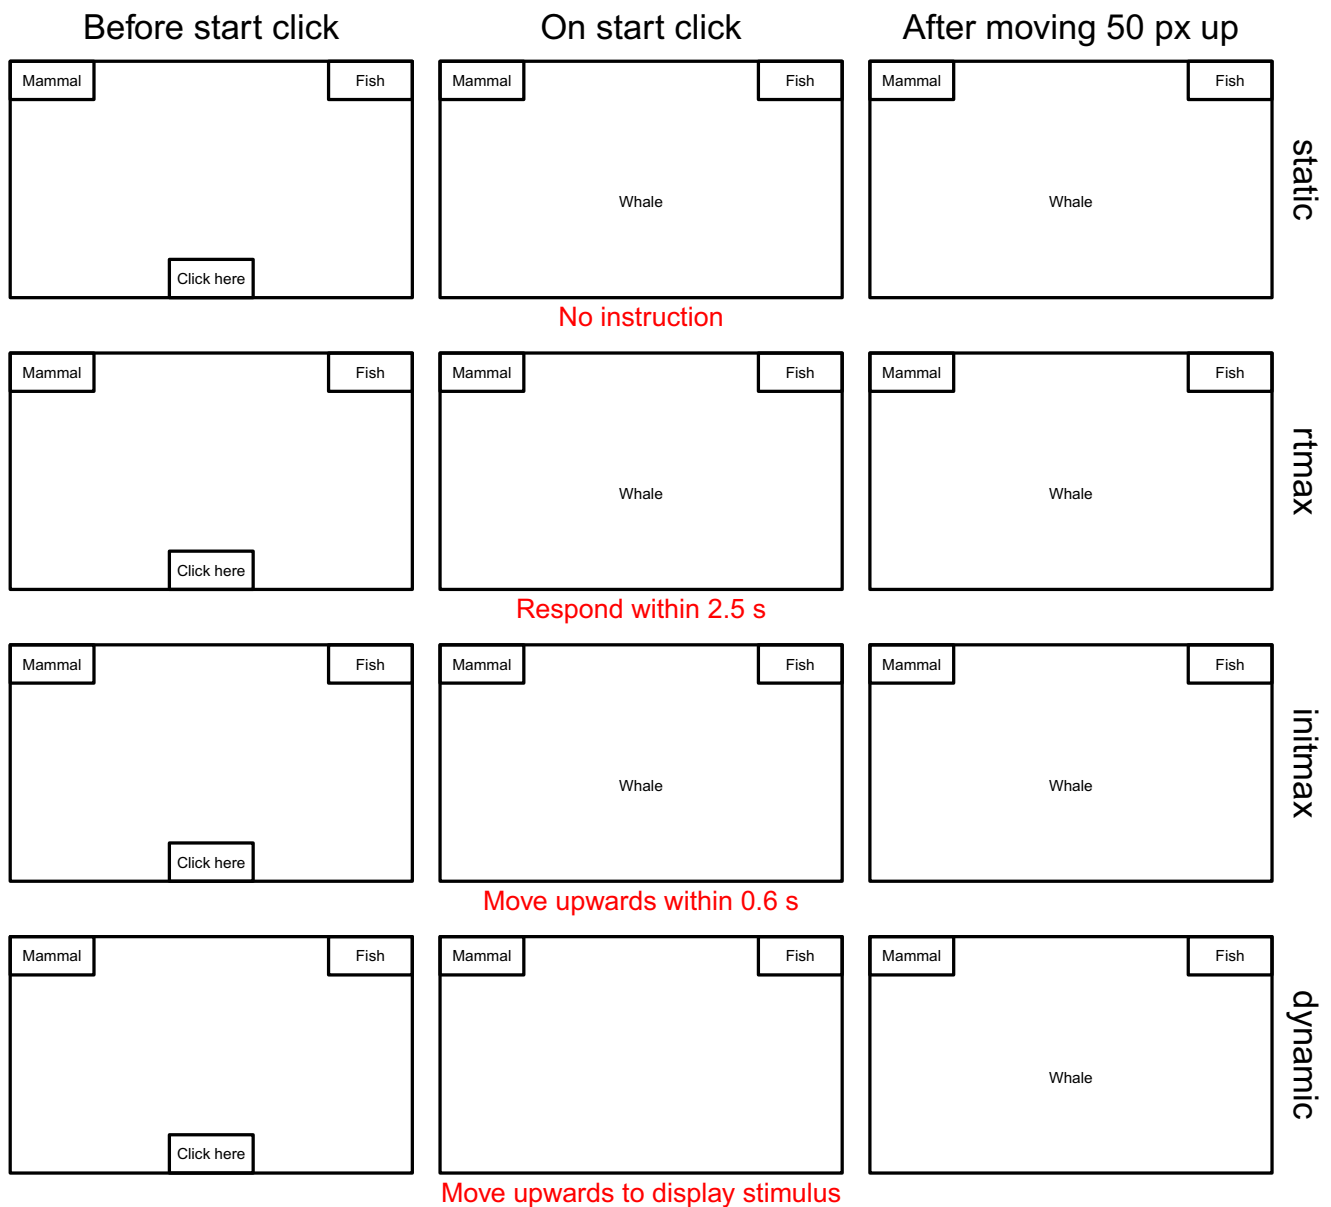 Before start click On start click After moving 50 px up
Mammal Fish Mammal Fish Mammal Fish
static
Whale Whale
Click here
No instruction
Mammal Fish Mammal Fish Mammal Fish
rtmax
Whale Whale
Click here
Respond within 2.5 s
Mammal Fish Mammal Fish Mammal Fish
initmax
Whale Whale
Click here
Move upwards within 0.6 s
Mammal Fish Mammal Fish Mammal Fish
dynamic
Whale
Click here
Move upwards to display stimulus